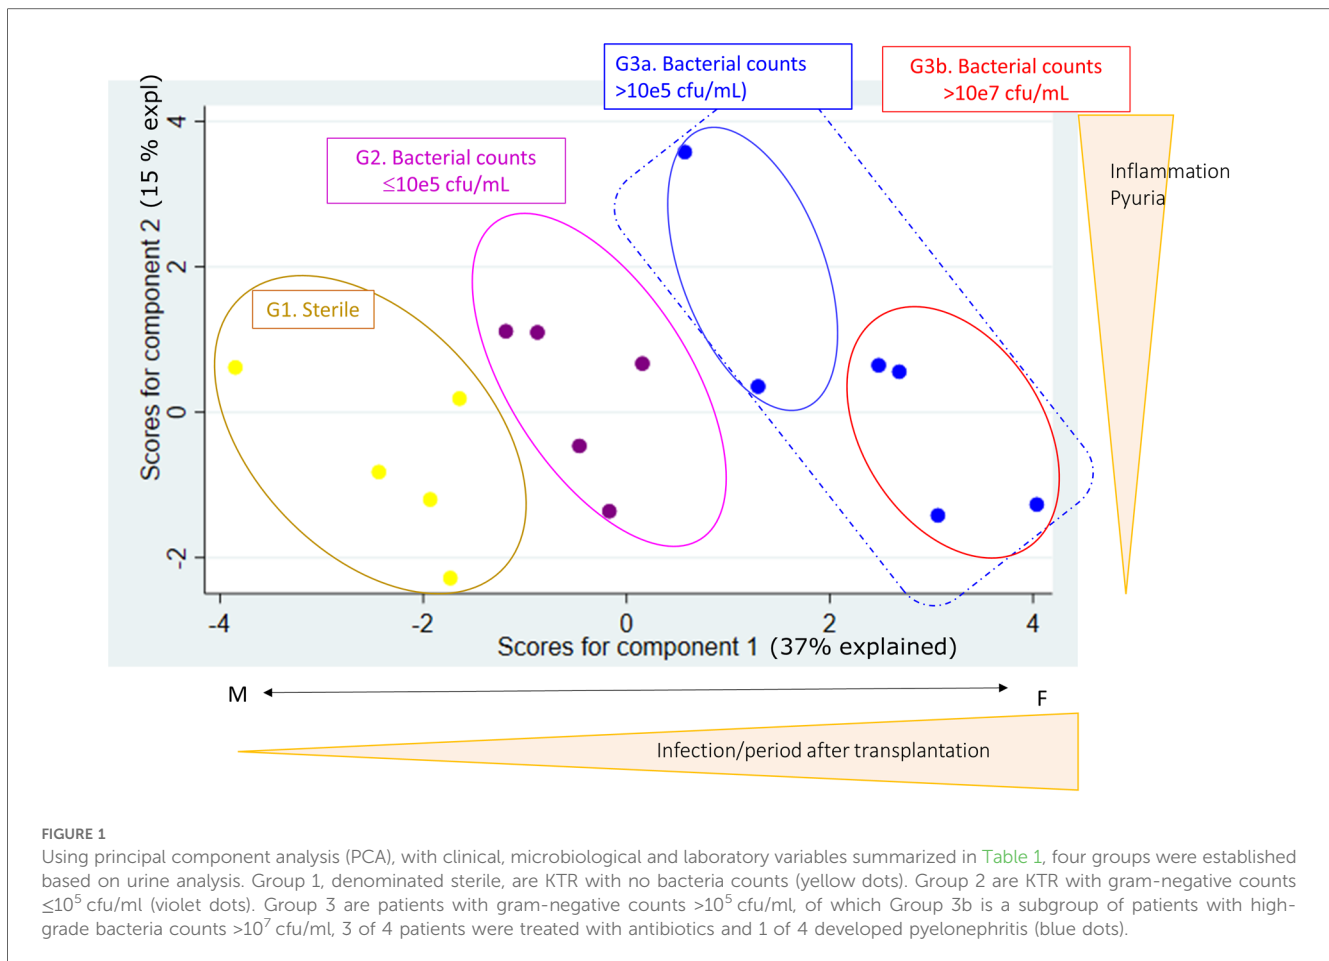 G3a. Bacterial counts
>10e5 cfu/mL)
G3b. Bacterial counts
>10e7 cfu/mL
G2. Bacterial counts
≤10e5 cfu/mL
G1. Sterile
Inflammation
Pyuria
Scores for component 2 (15 % expl)
4
2
0
-2
-4
-2
0
2
4
Scores for component 1 (37% explained)
M
F
Infection/period after transplantation
FIGURE 1
Using principal component analysis (PCA), with clinical, microbiological and laboratory variables summarized in Table 1, four groups were established
based on urine analysis. Group 1, denominated sterile, are KTR with no bacteria counts (yellow dots). Group 2 are KTR with gram-negative counts
≤10⁵ cfu/ml (violet dots). Group 3 are patients with gram-negative counts >10⁵ cfu/ml, of which Group 3b is a subgroup of patients with high-
grade bacteria counts >10⁷ cfu/ml, 3 of 4 patients were treated with antibiotics and 1 of 4 developed pyelonephritis (blue dots).